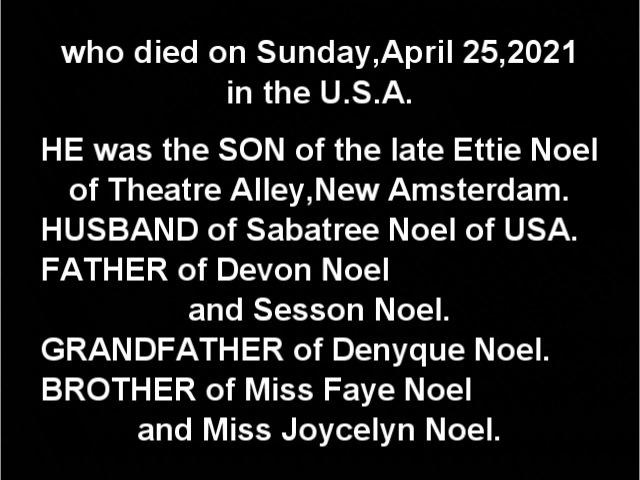 who died on Sunday,April 25,2021
in the U.S.A.
HE was the SON of the late Ettie Noel
of Theatre Alley,New Amsterdam.
HUSBAND of Sabatree Noel of USA.
FATHER of Devon Noel
and Sesson Noel.
GRANDFATHER of Denyque Noel.
BROTHER of Miss Faye Noel
and Miss Joycelyn Noel.